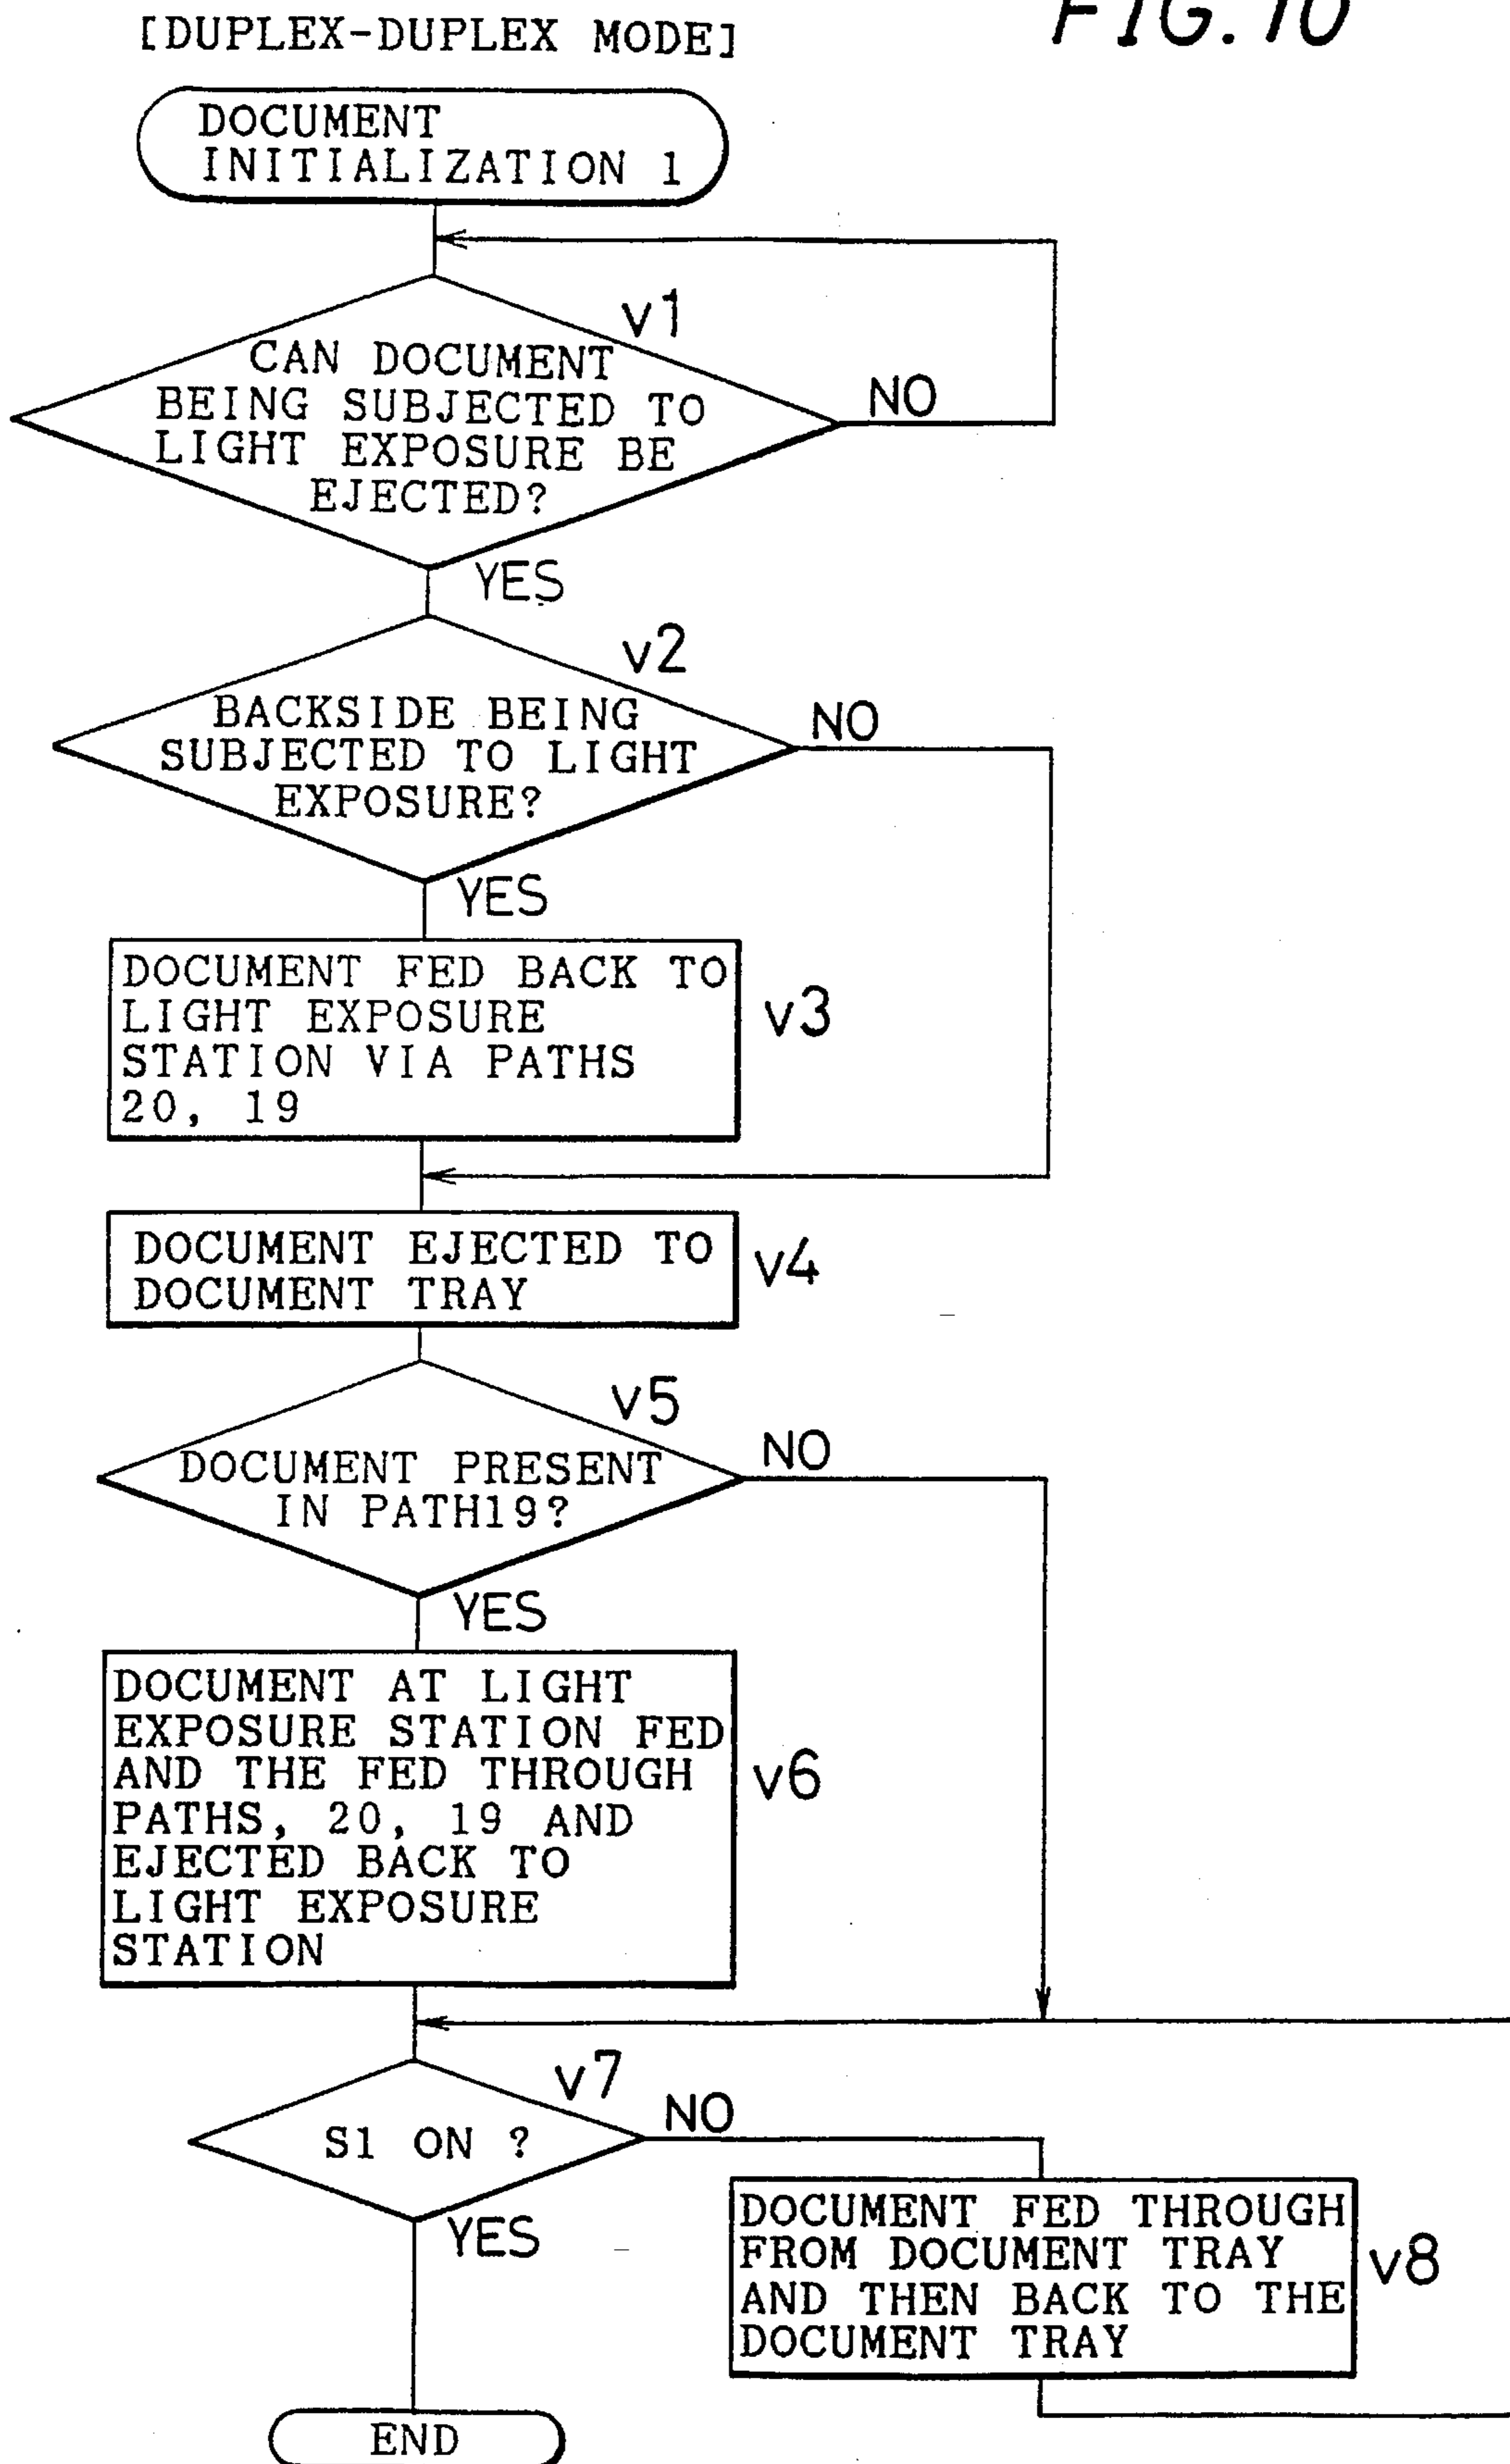 FIG. 10
[DUPLEX-DUPLEX MODE]
DOCUMENT
INITIALIZATION 1
v1
CAN DOCUMENT
BEING SUBJECTED TO
LIGHT EXPOSURE BE
EJECTED?
NO
YES
v2
BACKSIDE BEING
SUBJECTED TO LIGHT
EXPOSURE?
NO
YES
DOCUMENT FED BACK TO
LIGHT EXPOSURE
STATION VIA PATHS
20, 19
v3
DOCUMENT EJECTED TO
DOCUMENT TRAY
v4
v5
DOCUMENT PRESENT
IN PATH19?
NO
YES
DOCUMENT AT LIGHT
EXPOSURE STATION FED
AND THE FED THROUGH
PATHS, 20, 19 AND
EJECTED BACK TO
LIGHT EXPOSURE
STATION
v6
v7
S1 ON ?
NO
YES
DOCUMENT FED THROUGH
FROM DOCUMENT TRAY
AND THEN BACK TO THE
DOCUMENT TRAY
v8
END